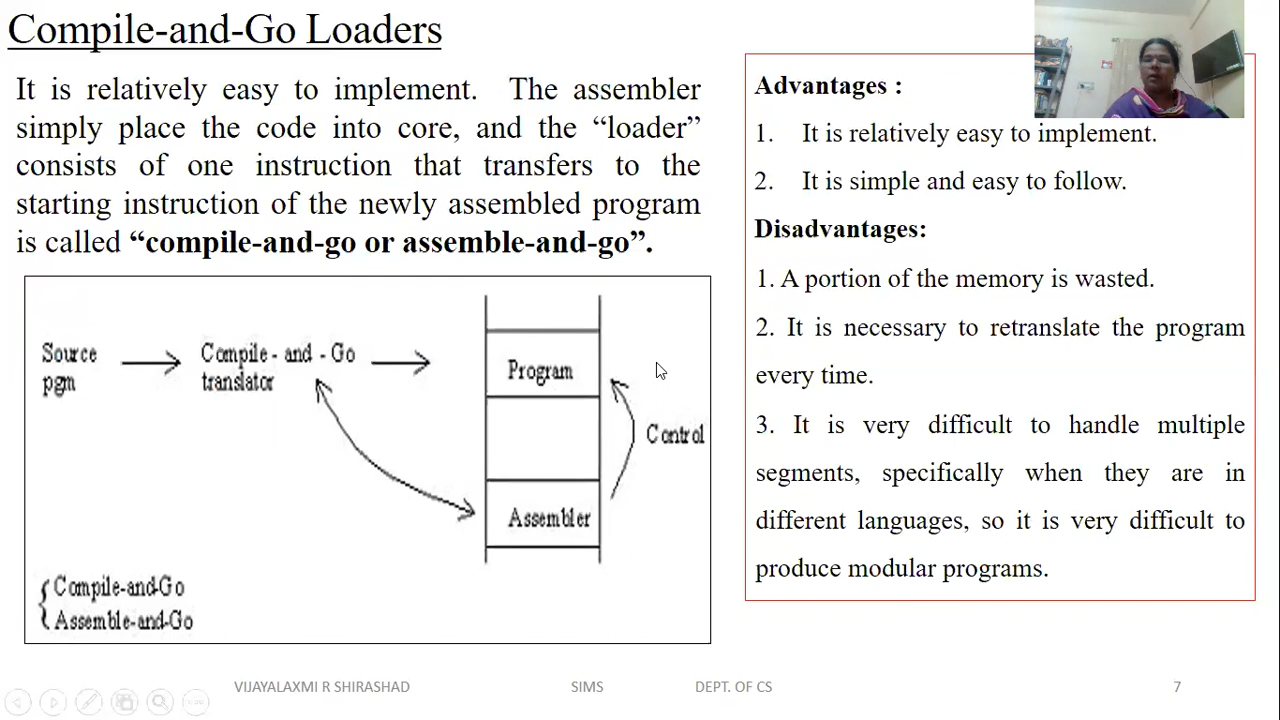 Compile-and-Go Loaders
It is relatively easy to implement. The assembler
simply place the code into core, and the “loader”
consists of one instruction that transfers to the
starting instruction of the newly assembled program
is called “compile-and-go or assemble-and-go”.
Source
pgm
Compile - and - Go
translator
Program
Control
Assembler
Compile-and-Go
Assemble-and-Go
Advantages :
1. It is relatively easy to implement.
2. It is simple and easy to follow.
Disadvantages:
1. A portion of the memory is wasted.
2. It is necessary to retranslate the program
every time.
3. It is very difficult to handle multiple
segments, specifically when they are in
different languages, so it is very difficult to
produce modular programs.
VIJAYALAXMI R SHIRASHAD SIMS DEPT. OF CS 7